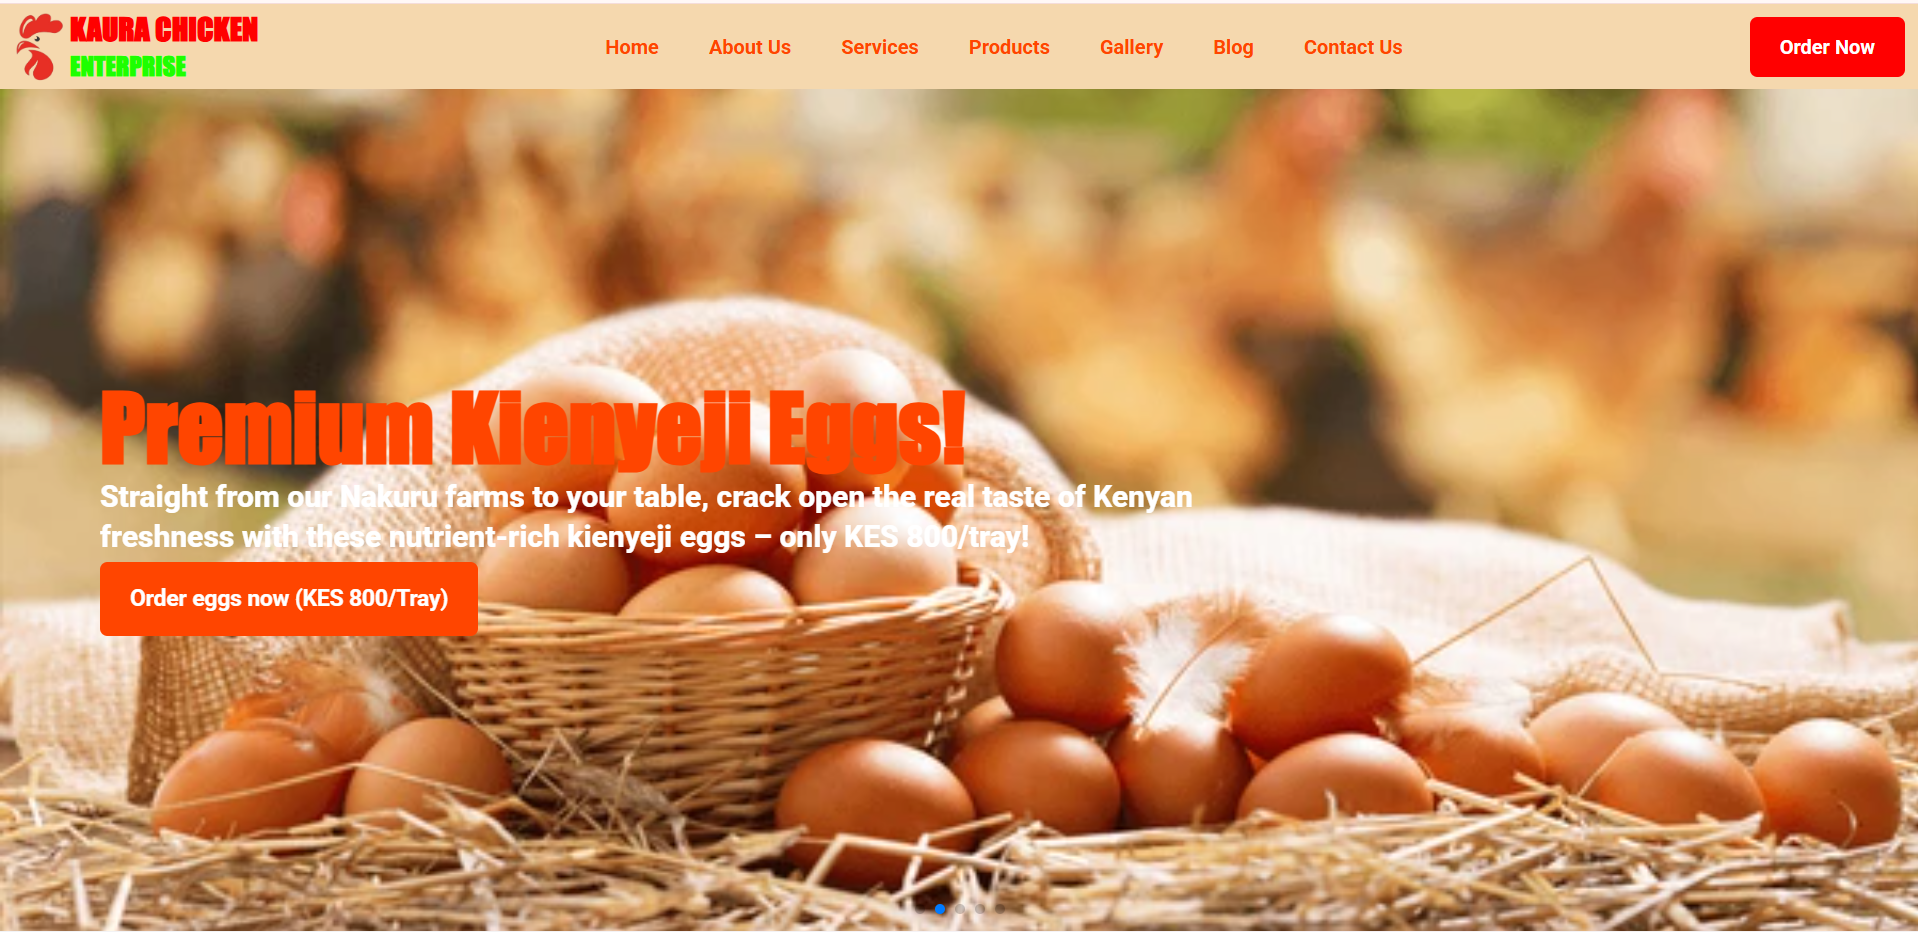 KAURA CHICKEN
ENTERPRISE
Home About Us Services Products Gallery Blog Contact Us
Order Now
Premium Kienyeji Eggs!
Straight from our Nakuru farms to your table, crack open the real taste of Kenyan
freshness with these nutrient-rich kienyeji eggs – only KES 800/tray!
Order eggs now (KES 800/Tray)